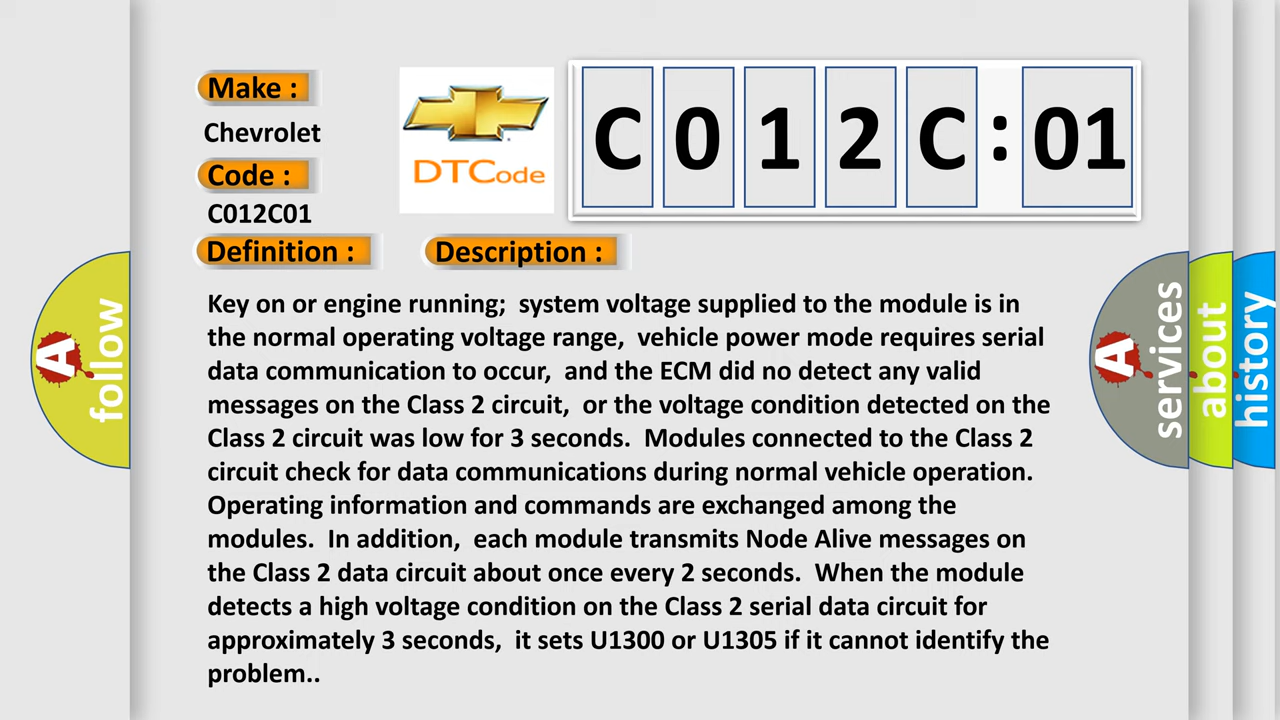 Make :
Chevrolet
Code :
C012C01
Definition :
Description :
DTCode
C012C:01
Key on or engine running; system voltage supplied to the module is in
the normal operating voltage range, vehicle power mode requires serial
data communication to occur, and the ECM did no detect any valid
messages on the Class 2 circuit, or the voltage condition detected on the
Class 2 circuit was low for 3 seconds. Modules connected to the Class 2
circuit check for data communications during normal vehicle operation.
Operating information and commands are exchanged among the
modules. In addition, each module transmits Node Alive messages on
the Class 2 data circuit about once every 2 seconds. When the module
detects a high voltage condition on the Class 2 serial data circuit for
approximately 3 seconds, it sets U1300 or U1305 if it cannot identify the
problem..
A
follow
A
services
about
history